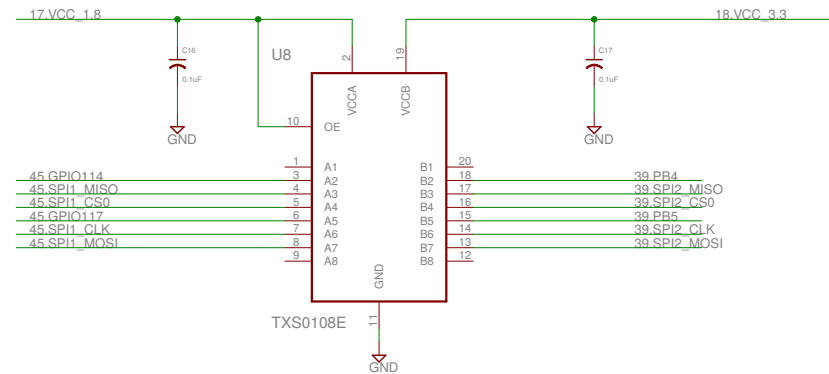 17.VCC_1.8
18.VCC_3.3
C16
0.1uF
GND
U8
2
19
C17
0.1uF
GND
VCCA
VCCB
10 OE
1 A1 B1 20
45.GPIO114 3 A2 B2 18 39.PB4
45.SPI1_MISO 4 A3 B3 17 39.SPI2_MISO
45.SPI1_CS0 5 A4 B4 16 39.SPI2_CS0
45.GPIO117 6 A5 B5 15 39.PB5
45.SPI1_CLK 7 A6 B6 14 39.SPI2_CLK
45.SPI1_MOSI 8 A7 B7 13 39.SPI2_MOSI
9 A8 B8 12
GND
TXS0108E
11
GND